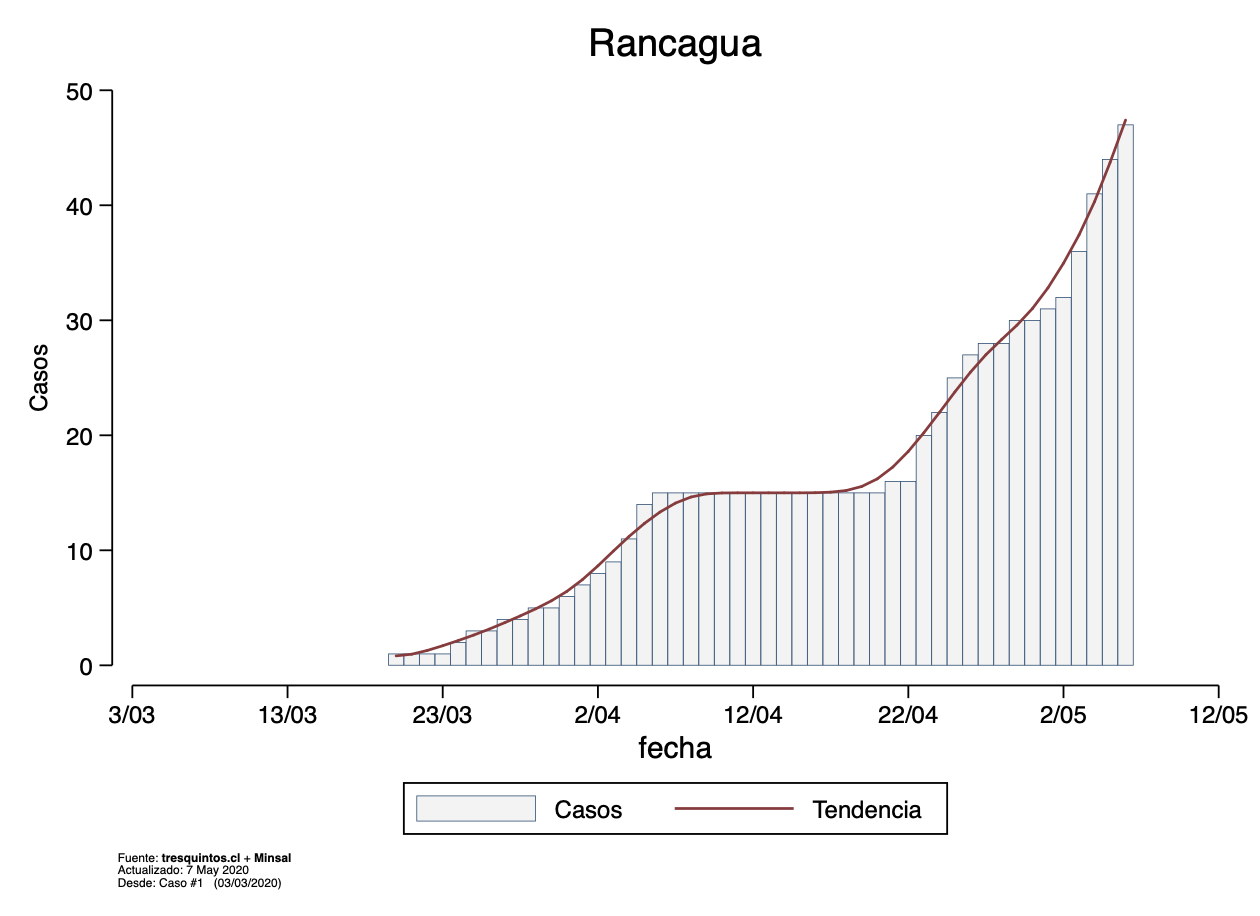 Rancagua
50
40
30
20
10
0
Casos
3/03 13/03 23/03 2/04 12/04 22/04 2/05 12/05
fecha
Casos Tendencia
Fuente: tresquintos.cl + Minsal
Actualizado: 7 May 2020
Desde: Caso #1 (03/03/2020)